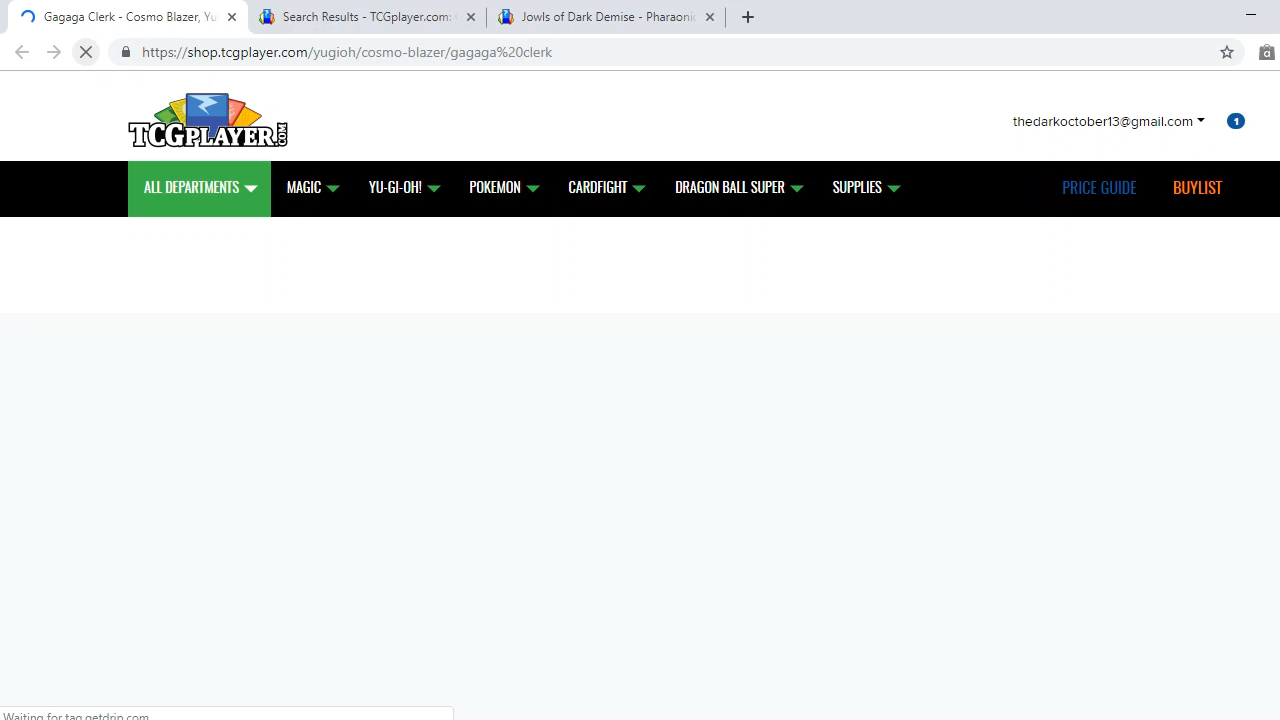 Gagaga Clerk - Cosmo Blazer, Yu
Search Results - TCGplayer.com:
Jowls of Dark Demise - Pharaoni
https://shop.tcgplayer.com/yugioh/cosmo-blazer/gagaga%20clerk
TCGPLAYER.COM
thedarkoctober13@gmail.com
1
ALL DEPARTMENTS MAGIC YU-GI-OH! POKEMON CARDFIGHT DRAGON BALL SUPER SUPPLIES PRICE GUIDE BUYLIST
Waiting for tag.getdrip.com...